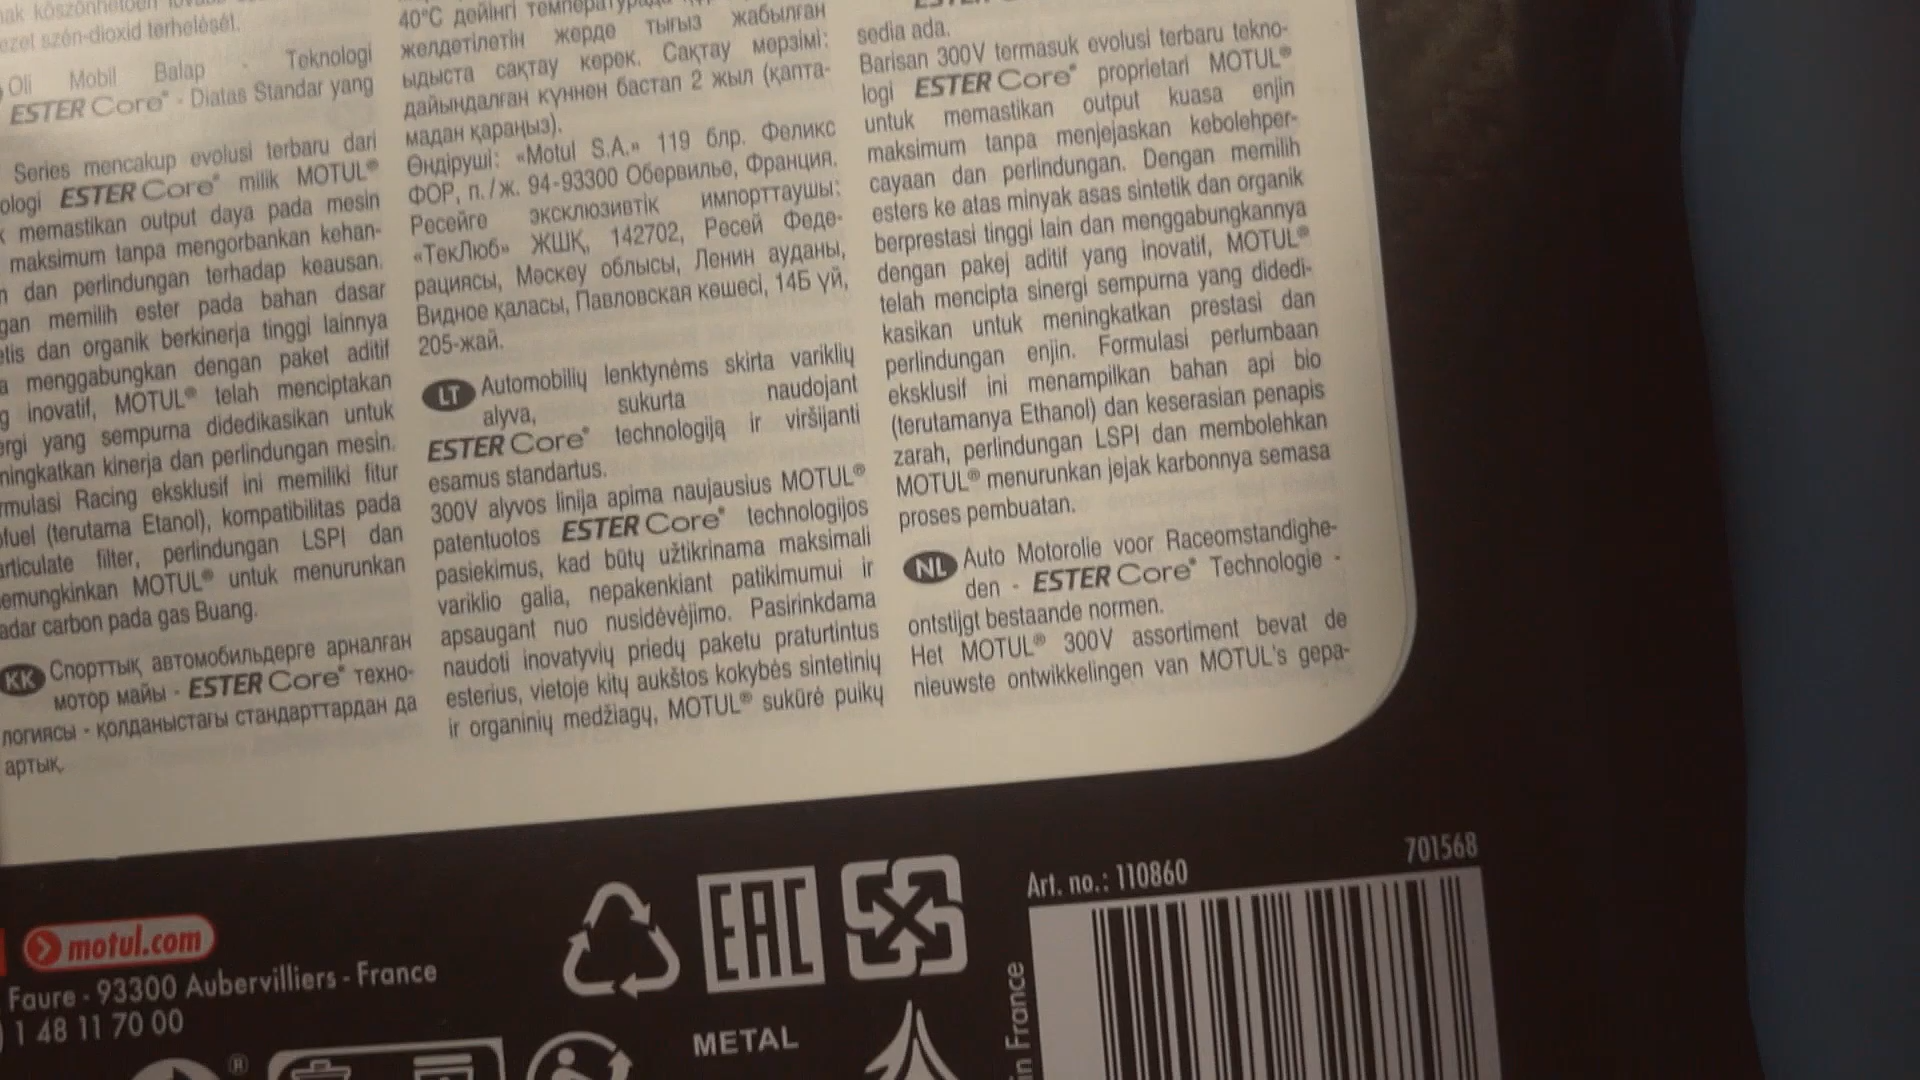 nak köszönhetően
ezet szén-dioxid terhelését.
Oli Mobil Balap - Teknologi
ESTER Core® - Diatas Standar yang
Series mencakup evolusi terbaru dari
ologi ESTER Core® milik MOTUL®
k memastikan output daya pada mesin
maksimum tanpa mengorbankan kehan-
n dan perlindungan terhadap keausan.
gan memilih ester pada bahan dasar
etis dan organik berkinerja tinggi lainnya
a menggabungkan dengan paket aditif
g inovatif, MOTUL® telah menciptakan
ergi yang sempurna didedikasikan untuk
ningkatkan kinerja dan perlindungan mesin.
rmulasi Racing eksklusif ini memiliki fitur
ofuel (terutama Etanol), kompatibilitas pada
articulate filter, perlindungan LSPI dan
emungkinkan MOTUL® untuk menurunkan
adar carbon pada gas Buang.
KK Спорттық автомобильдерге арналған
мотор майы - ESTER Core® техно-
логиясы - қолданыстағы стандарттардан да
артық.
40°C дейінгі температурада
желдетілетін жерде тығыз жабылған
ыдыста сақтау керек. Сақтау мерзімі:
дайындалған күннен бастап 2 жыл (қапта-
мадан қараңыз).
Өндіруші: «Motul S.A.» 119 блр. Феликс
ФОР, п./ж. 94-93300 Обервилье, Франция.
Ресейге эксклюзивтік импорттаушы:
«ТекЛюб» ЖШҚ, 142702, Ресей Феде-
рациясы, Мәскеу облысы, Ленин ауданы,
Видное қаласы, Павловская көшесі, 14Б үй,
205-жай.
LT Automobilių lenktynėms skirta variklių
alyva, sukurta naudojant
ESTER Core® technologiją ir viršijanti
esamus standartus.
300V alyvos linija apima naujausius MOTUL®
patentuotos ESTER Core® technologijos
pasiekimus, kad būtų užtikrinama maksimali
variklio galia, nepakenkiant patikimumui ir
apsaugant nuo nusidėvėjimo. Pasirinkdama
naudoti inovatyvių priedų paketu praturtintus
esterius, vietoje kitų aukštos kokybės sintetinių
ir organinių medžiagų, MOTUL® sukūrė puikų
sedia ada.
Barisan 300V termasuk evolusi terbaru tekno-
logi ESTER Core® proprietari MOTUL®
untuk memastikan output kuasa enjin
maksimum tanpa menjejaskan kebolehper-
cayaan dan perlindungan. Dengan memilih
esters ke atas minyak asas sintetik dan organik
berprestasi tinggi lain dan menggabungkannya
dengan pakej aditif yang inovatif, MOTUL®
telah mencipta sinergi sempurna yang didedi-
kasikan untuk meningkatkan prestasi dan
perlindungan enjin. Formulasi perlumbaan
eksklusif ini menampilkan bahan api bio
(terutamanya Ethanol) dan keserasian penapis
zarah, perlindungan LSPI dan membolehkan
MOTUL® menurunkan jejak karbonnya semasa
proses pembuatan.
NL Auto Motorolie voor Raceomstandighe-
den - ESTER Core® Technologie -
ontstijgt bestaande normen.
Het MOTUL® 300V assortiment bevat de
nieuwste ontwikkelingen van MOTUL's gepa-
motul.com
Faure - 93300 Aubervilliers - France
) 1 48 11 70 00
®
EAC
METAL
Art. no.: 110860
701568
in France